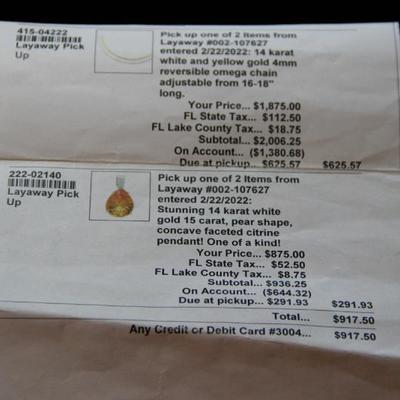 415-04222
Layaway Pick
Up
Pick up one of 2 Items from
Layaway #002-107627
entered 2/22/2022: 14 karat
white and yellow gold 4mm
reversible omega chain
adjustable from 16-18"
long.
Your Price... $1,875.00
FL State Tax... $112.50
FL Lake County Tax... $18.75
Subtotal... $2,006.25
On Account... ($1,380.68)
Due at pickup... $625.57 $625.57
222-02140
Layaway Pick
Up
Pick up one of 2 Items from
Layaway #002-107627
entered 2/22/2022:
Stunning 14 karat white
gold 15 carat, pear shape,
concave faceted citrine
pendant! One of a kind!
Your Price... $875.00
FL State Tax... $52.50
FL Lake County Tax... $8.75
Subtotal... $936.25
On Account... ($644.32)
Due at pickup... $291.93 $291.93
Total... $917.50
Any Credit or Debit Card #3004... $917.50